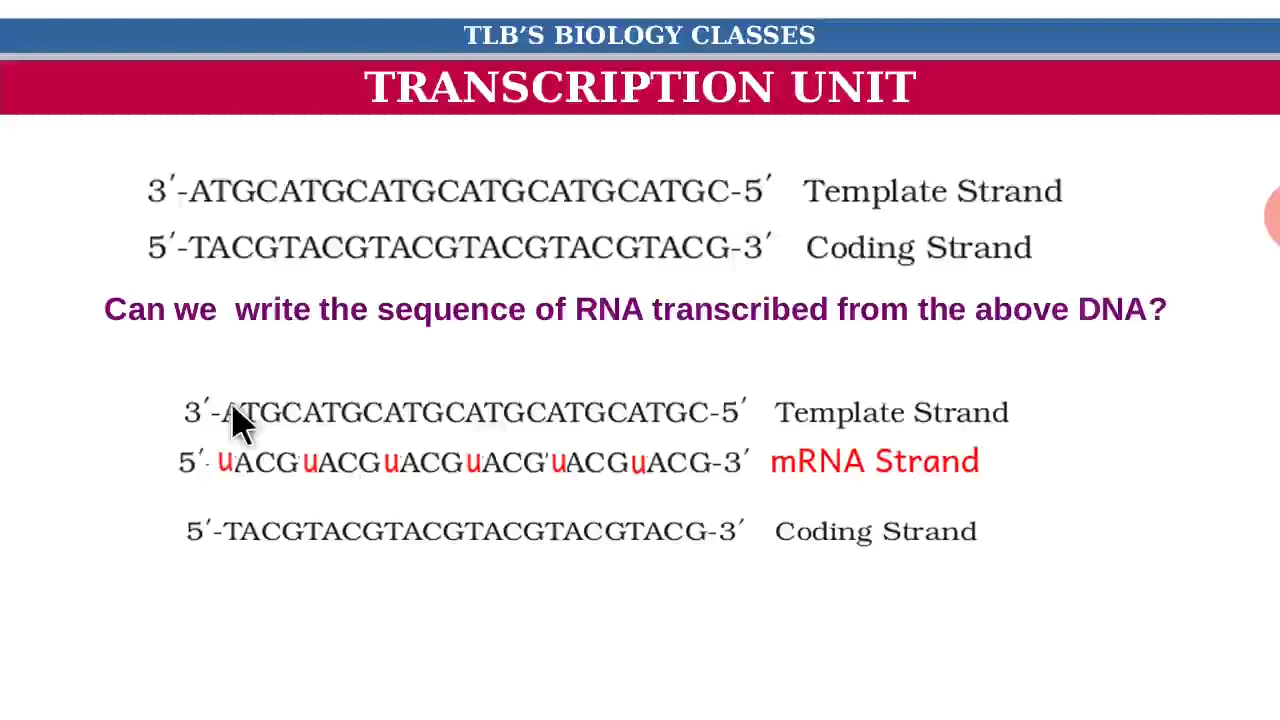 TLB’S BIOLOGY CLASSES
TRANSCRIPTION UNIT
3′-ATGCATGCATGCATGCATGCATGC-5′ Template Strand
5′-TACGTACGTACGTACGTACGTACG-3′ Coding Strand
Can we write the sequence of RNA transcribed from the above DNA?
3′-ATGCATGCATGCATGCATGCATGC-5′ Template Strand
5′- uACGuACGuACGuACGuACGuACG-3′ mRNA Strand
5′-TACGTACGTACGTACGTACGTACG-3′ Coding Strand